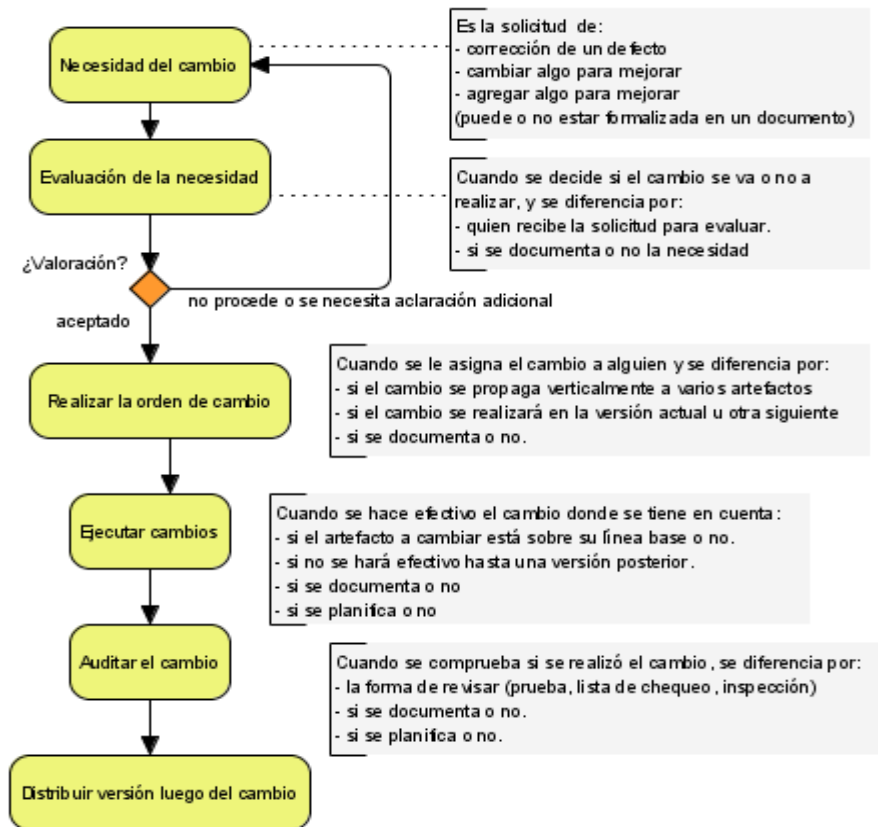 Necesidad del cambio
Es la solicitud de:
- corrección de un defecto
- cambiar algo para mejorar
- agregar algo para mejorar
(puede o no estar formalizada en un documento)
Evaluación de la necesidad
Cuando se decide si el cambio se va o no a
realizar, y se diferencia por:
- quien recibe la solicitud para evaluar.
- si se documenta o no la necesidad
¿Valoración?
no procede o se necesita aclaración adicional
aceptado
Realizar la orden de cambio
Cuando se le asigna el cambio a alguien y se diferencia por:
- si el cambio se propaga verticalmente a varios artefactos
- si el cambio se realizará en la versión actual u otra siguiente
- si se documenta o no.
Ejecutar cambios
Cuando se hace efectivo el cambio donde se tiene en cuenta:
- si el artefacto a cambiar está sobre su línea base o no.
- si no se hará efectivo hasta una versión posterior.
- si se documenta o no
- si se planifica o no
Auditar el cambio
Cuando se comprueba si se realizó el cambio, se diferencia por:
- la forma de revisar (prueba, lista de chequeo, inspección)
- si se documenta o no.
- si se planifica o no.
Distribuir versión luego del cambio